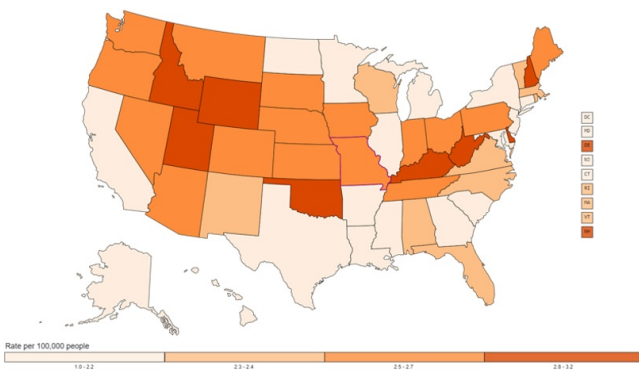 DC
MD
DE
NJ
CT
RI
MA
VT
NH
Rate per 100,000 people
1.0 - 2.2
2.3 - 2.4
2.5 - 2.7
2.8 - 3.2